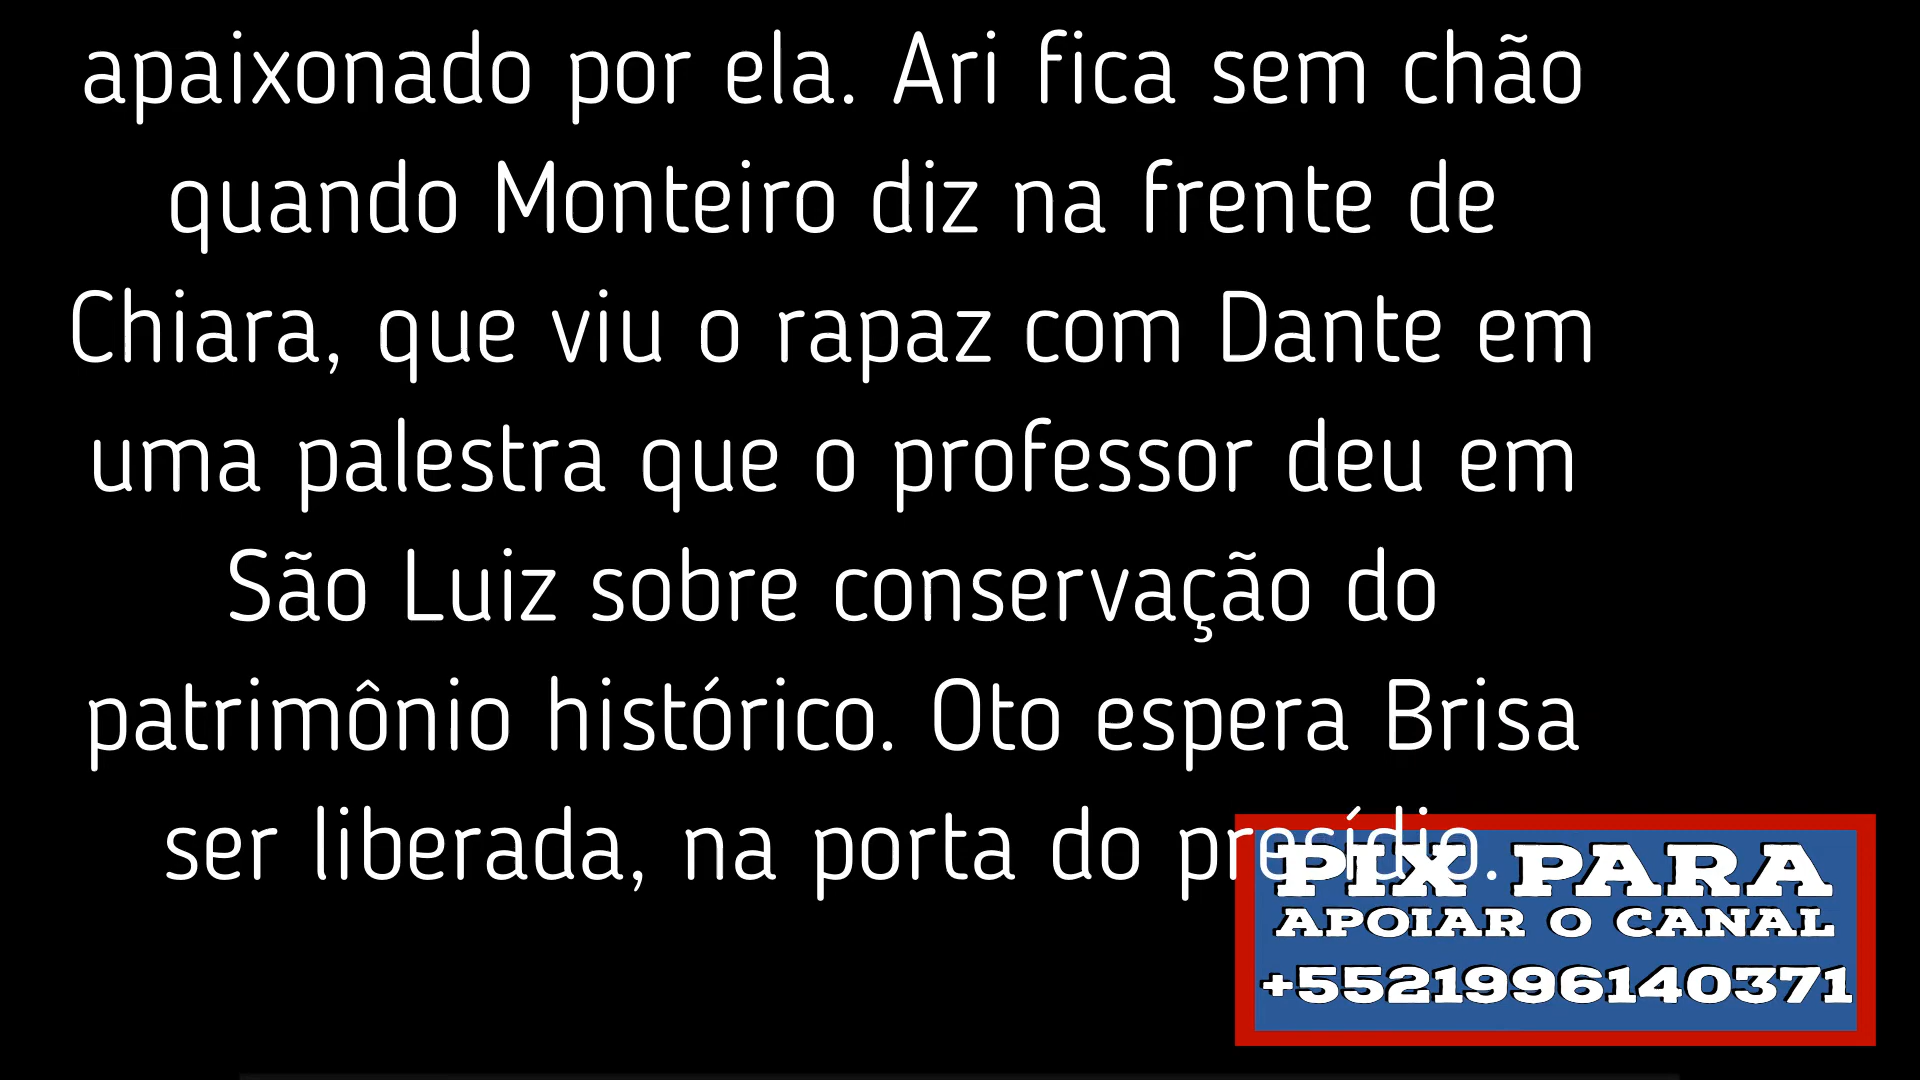 apaixonado por ela. Ari fica sem chão
quando Monteiro diz na frente de
Chiara, que viu o rapaz com Dante em
uma palestra que o professor deu em
São Luiz sobre conservação do
patrimônio histórico. Oto espera Brisa
ser liberada, na porta do presídio.
PIX PARA
APOIAR O CANAL
+5521996140371